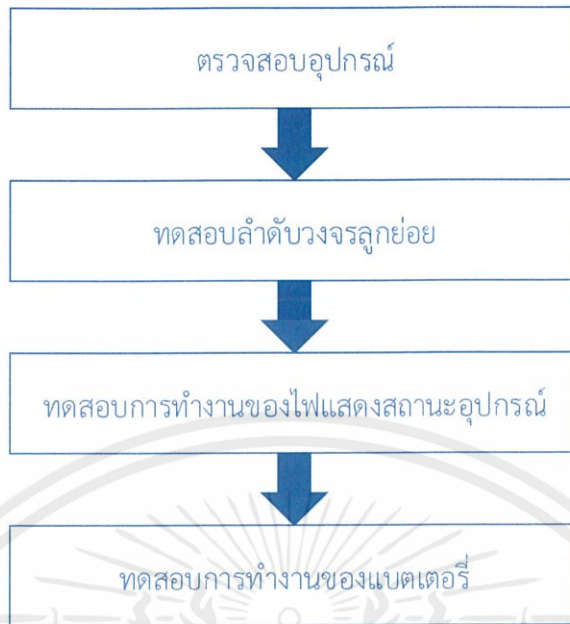 ตรวจสอบอุปกรณ์
ทดสอบลำดับวงจรลูกย่อย
ทดสอบการทำงานของไฟแสดงสถานะอุปกรณ์
ทดสอบการทำงานของแบตเตอรี่